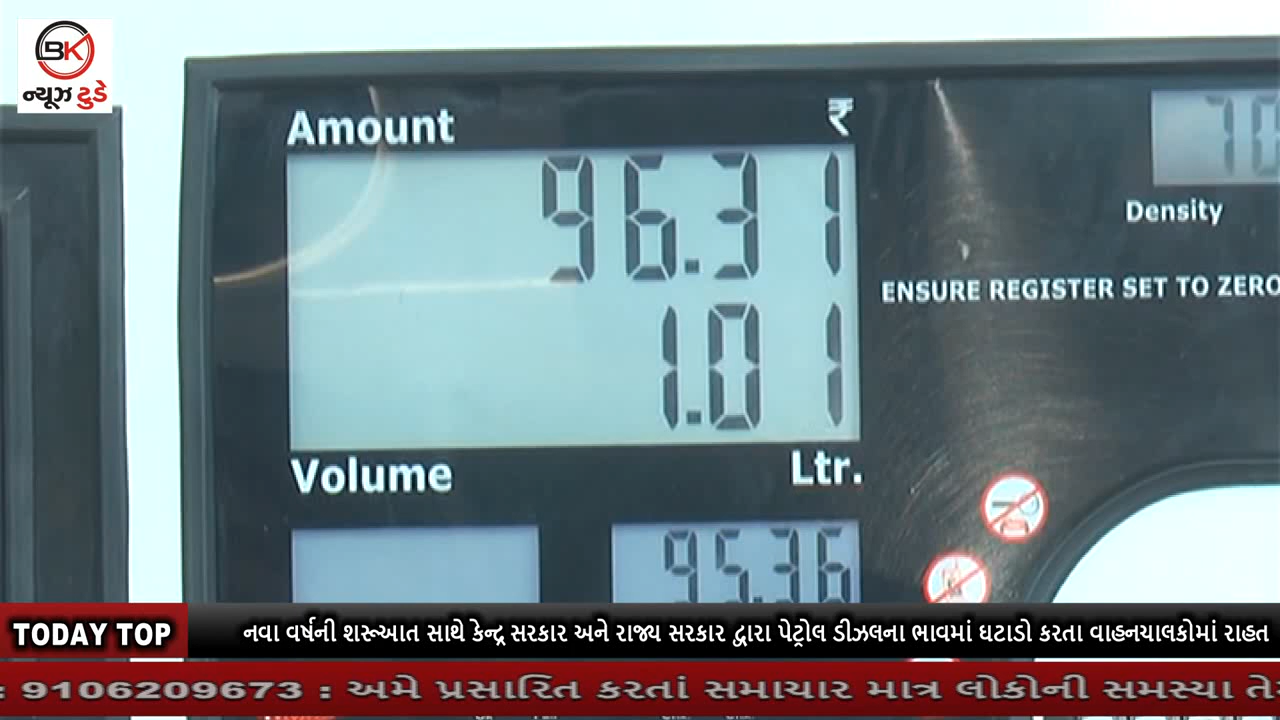 BK
ન્યૂઝ ટુડે
Amount ₹
96.31
1.01
Volume Ltr.
95.36
70
Density
ENSURE REGISTER SET TO ZERO
TODAY TOP
નવા વર્ષની શરૂઆત સાથે કેન્દ્ર સરકાર અને રાજ્ય સરકાર દ્વારા પેટ્રોલ ડીઝલના ભાવમાં ઘટાડો કરતા વાહનચાલકોમાં રાહત
: 9106209673 : અમે પ્રસારિત કરતાં સમાચાર માત્ર લોકોની સમસ્યા